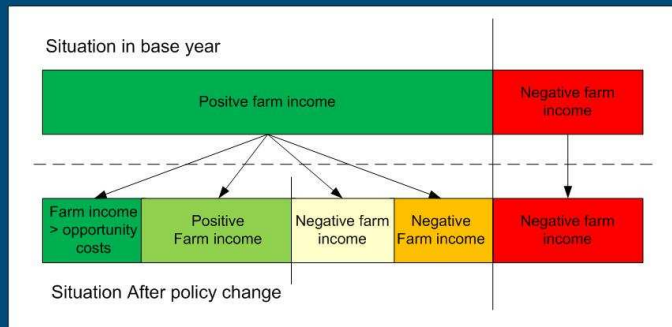 Situation in base year
Positve farm income
Negative farm
income
Farm income
> opportunity
costs
Positive
Farm income
Negative farm
income
Negative
Farm income
Negative farm
income
Situation After policy change